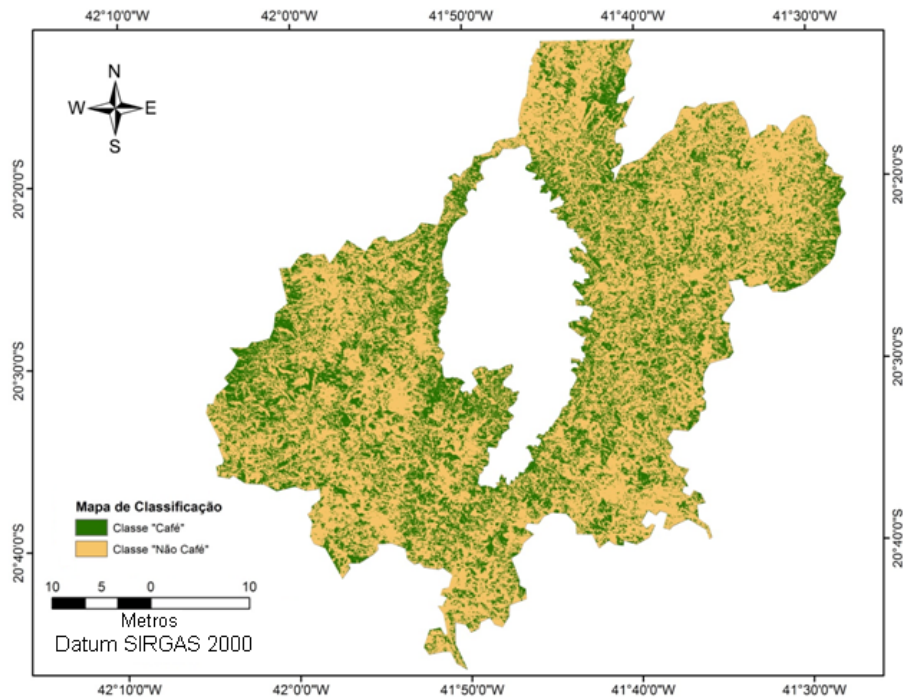 42°10'0"W 42°0'0"W 41°50'0"W 41°40'0"W 41°30'0"W
N
W E
S
20°20'0"S 20°20'0"S
20°30'0"S 20°30'0"S
20°40'0"S 20°40'0"S
Mapa de Classificação
Classe "Café"
Classe "Não Café"
10 5 0 10
Metros
Datum SIRGAS 2000
42°10'0"W 42°0'0"W 41°50'0"W 41°40'0"W 41°30'0"W